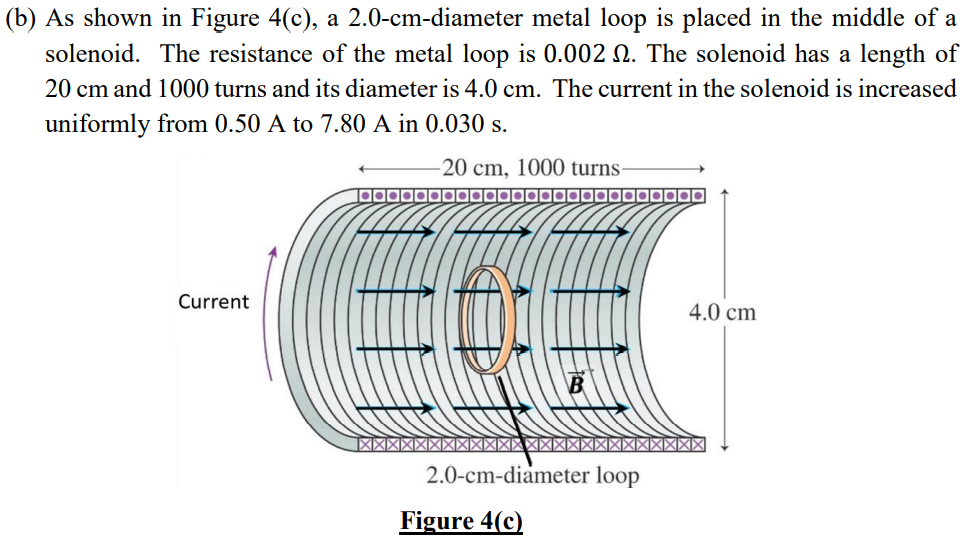 (b) As shown in Figure 4(c), a 2.0-cm-diameter metal loop is placed in the middle of a
solenoid. The resistance of the metal loop is 0.002 Ω. The solenoid has a length of
20 cm and 1000 turns and its diameter is 4.0 cm. The current in the solenoid is increased
uniformly from 0.50 A to 7.80 A in 0.030 s.
20 cm, 1000 turns
Current
4.0 cm
B⃗
2.0-cm-diameter loop
Figure 4(c)